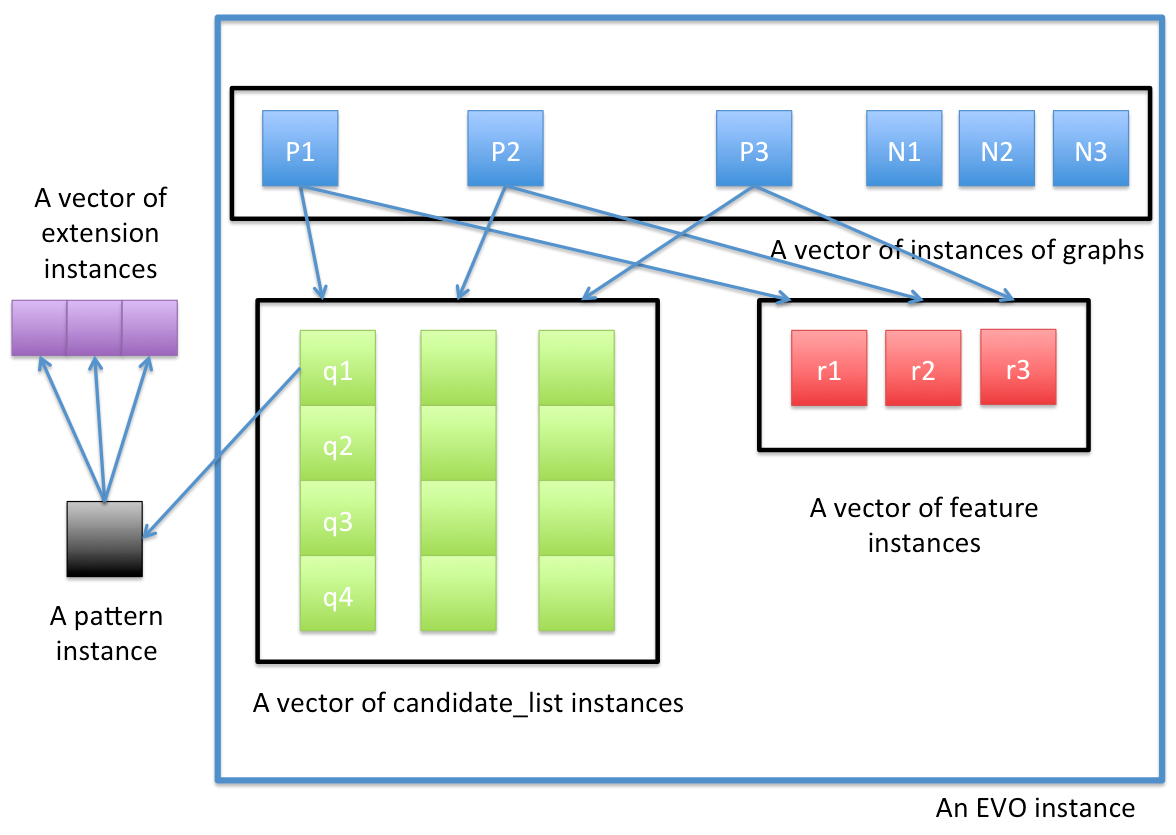 P1
P2
P3
N1
N2
N3
A vector of instances of graphs
A vector of
extension
instances
q1
q2
q3
q4
r1
r2
r3
A vector of feature
instances
A pattern
instance
A vector of candidate_list instances
An EVO instance